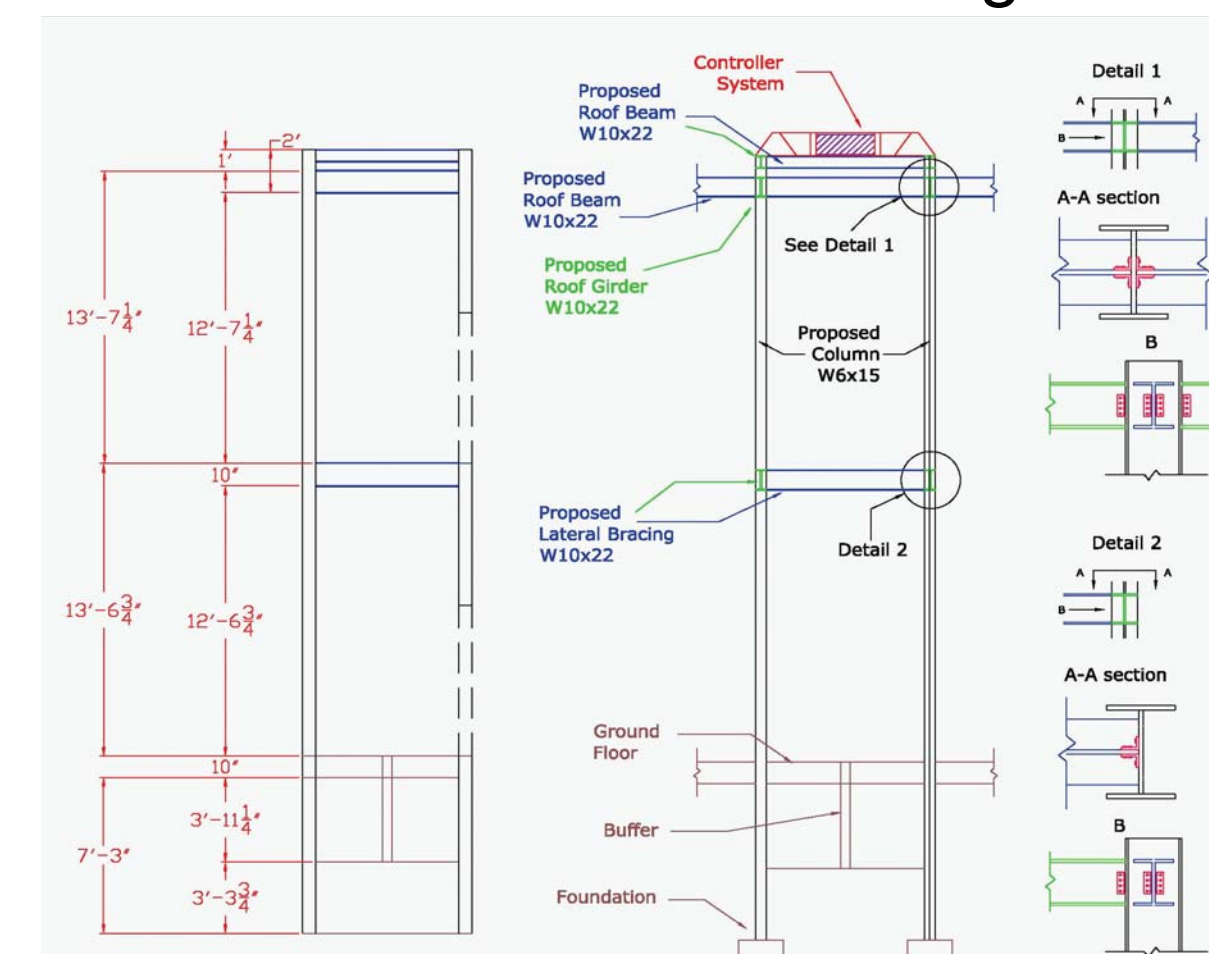 2'
1'
13'-7 1/4"
12'-7 1/4"
10"
13'-6 3/4"
12'-6 3/4"
10"
3'-11 1/4"
7'-3"
3'-3 3/4"
Controller
System
Proposed
Roof Beam
W10x22
Proposed
Roof Beam
W10x22
Proposed
Roof Girder
W10x22
See Detail 1
Proposed
Column
W6x15
Proposed
Lateral Bracing
W10x22
Detail 2
Ground
Floor
Buffer
Foundation
Detail 1
A A
B
A-A section
B
Detail 2
A A
B
A-A section
B